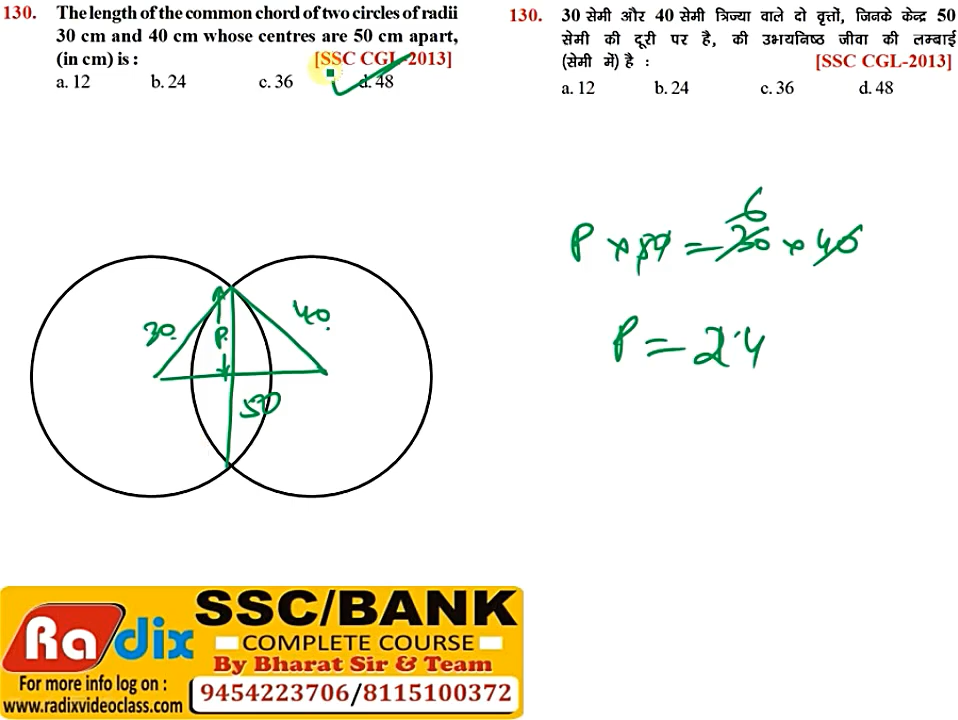 130. The length of the common chord of two circles of radii
30 cm and 40 cm whose centres are 50 cm apart,
(in cm) is : [SSC CGL-2013]
a. 12 b. 24 c. 36 d. 48
130. 30 सेमी और 40 सेमी त्रिज्या वाले दो वृत्तों, जिनके केन्द्र 50
सेमी की दूरी पर है, की उभयनिष्ठ जीवा की लम्बाई
(सेमी में) है : [SSC CGL-2013]
a. 12 b. 24 c. 36 d. 48
6
P × 50 = 30 × 40
P = 24
30
P
40
50
Radix
For more info log on :
www.radixvideoclass.com
SSC/BANK
COMPLETE COURSE
By Bharat Sir & Team
9454223706/8115100372